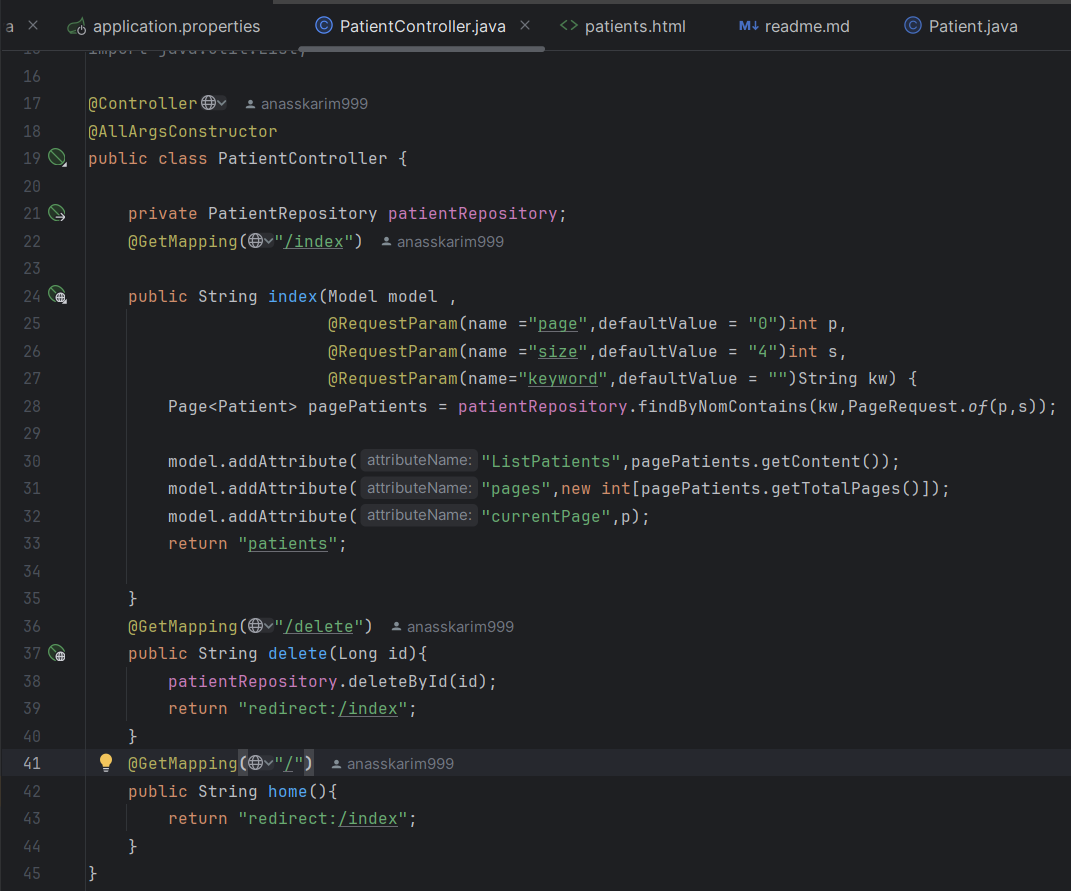 a application.properties PatientController.java patients.html readme.md Patient.java
15 import java.util.List;
16
17 @Controller anasskarim999
18 @AllArgsConstructor
19 public class PatientController {
20
21 private PatientRepository patientRepository;
22 @GetMapping("/index") anasskarim999
23
24 public String index(Model model ,
25 @RequestParam(name ="page",defaultValue = "0")int p,
26 @RequestParam(name ="size",defaultValue = "4")int s,
27 @RequestParam(name="keyword",defaultValue = "")String kw) {
28 Page<Patient> pagePatients = patientRepository.findByNomContains(kw,PageRequest.of(p,s));
29
30 model.addAttribute( attributeName: "ListPatients",pagePatients.getContent());
31 model.addAttribute( attributeName: "pages",new int[pagePatients.getTotalPages()]);
32 model.addAttribute( attributeName: "currentPage",p);
33 return "patients";
34
35 }
36 @GetMapping("/delete") anasskarim999
37 public String delete(Long id){
38 patientRepository.deleteById(id);
39 return "redirect:/index";
40 }
41 @GetMapping("/") anasskarim999
42 public String home(){
43 return "redirect:/index";
44 }
45 }